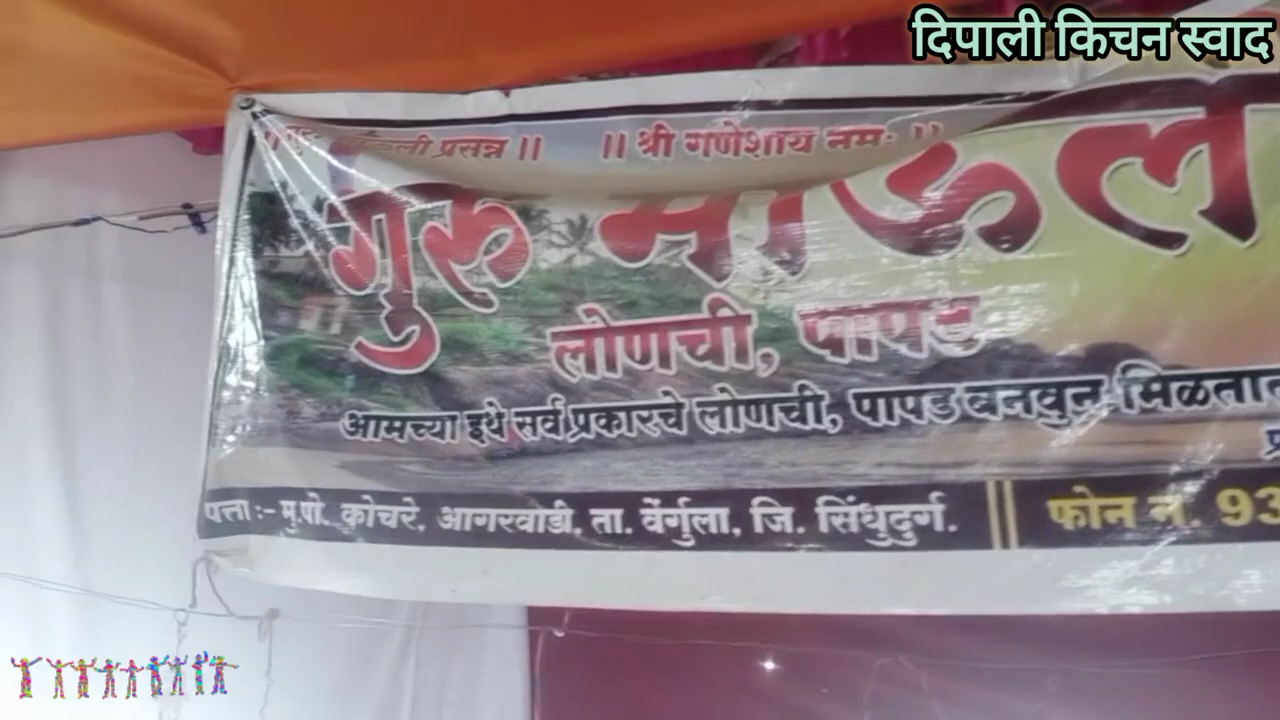 दिपाली किचन स्वाद
प्रसन्न ।। ।। श्री गणेशाय नमः ।।
गुरु माऊल
लोणची, पापड
आमच्या इथे सर्व प्रकारचे लोणची, पापड बनवुन मिळतात
पत्ता :- मु.पो. कोचरे, आगरवाडी, ता. वेंर्गुला, जि. सिंधुदुर्ग. फोन न. 93